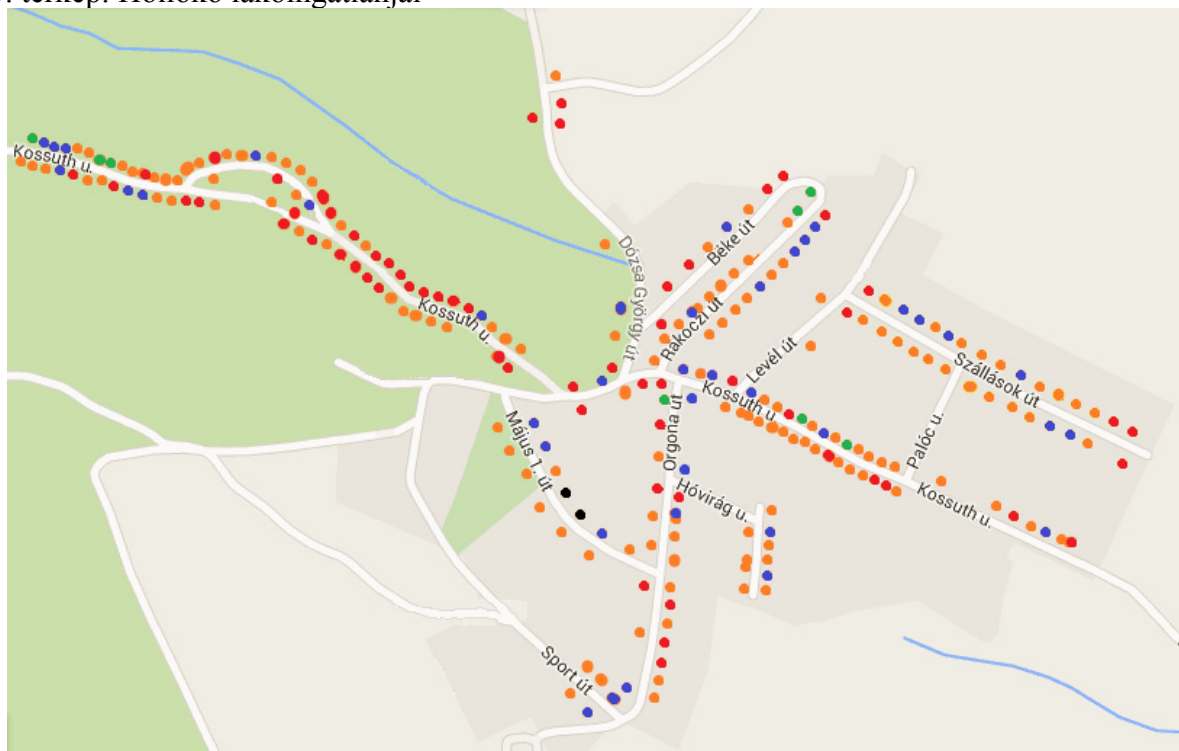 térkép: Hollókő lakóingatlanjai
Kossuth u.
Dózsa György út
Béke út
Rákóczi út
Kossuth u.
Levél út
Szállások út
Kossuth u.
Palóc u.
Május 1. út
Orgona út
Hóvirág u.
Kossuth u.
Sport út